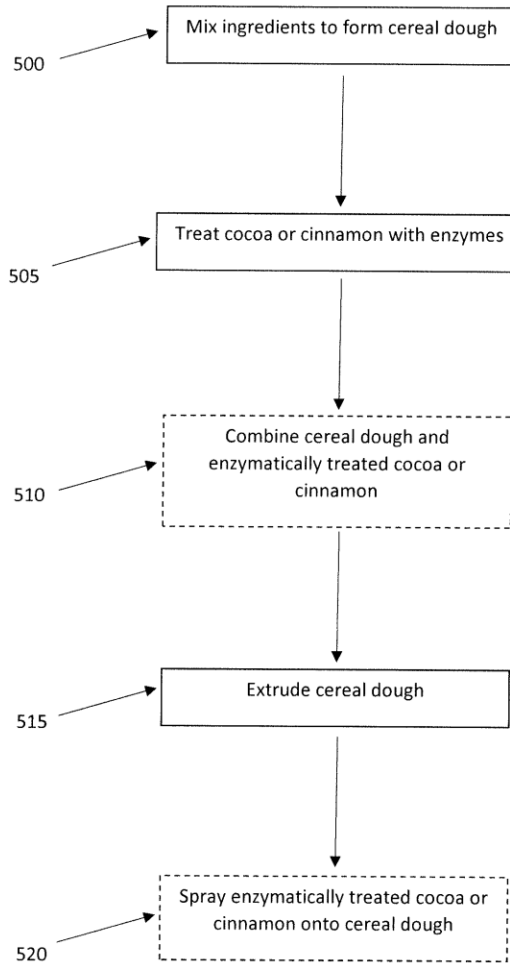 Mix ingredients to form cereal dough
500
Treat cocoa or cinnamon with enzymes
505
Combine cereal dough and
enzymatically treated cocoa or
cinnamon
510
Extrude cereal dough
515
Spray enzymatically treated cocoa or
cinnamon onto cereal dough
520